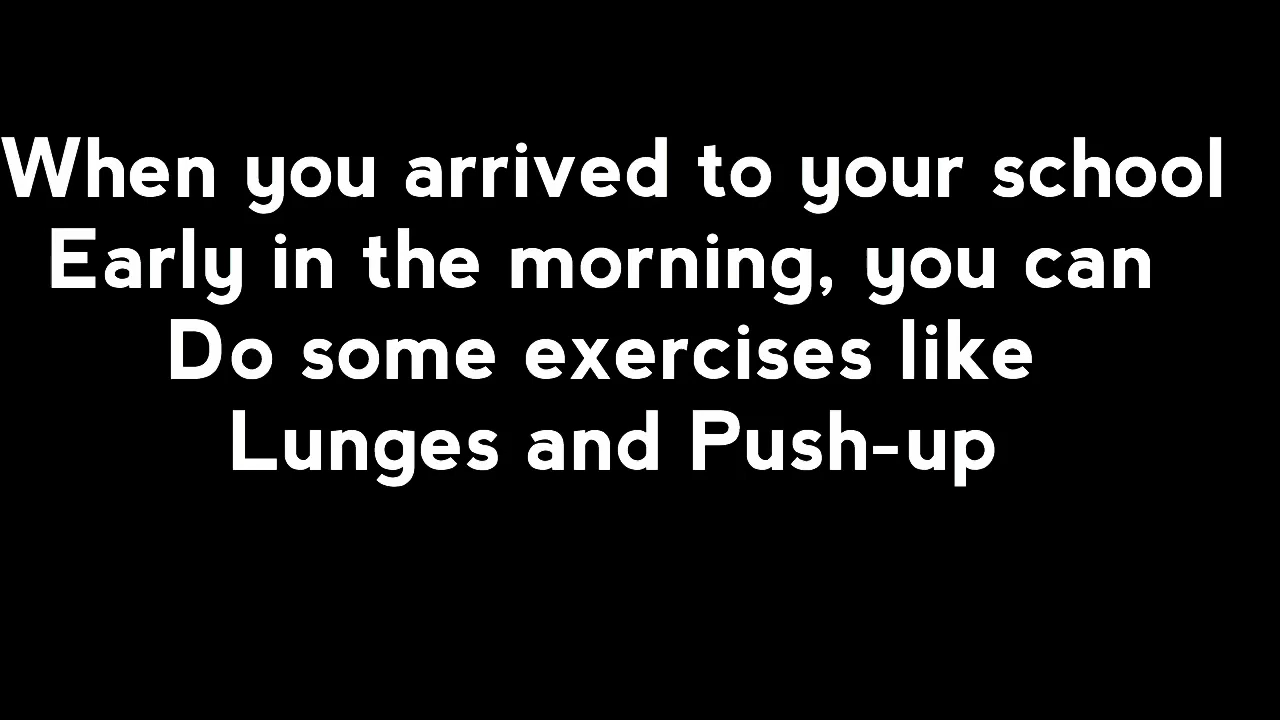 When you arrived to your school
Early in the morning, you can
Do some exercises like
Lunges and Push-up